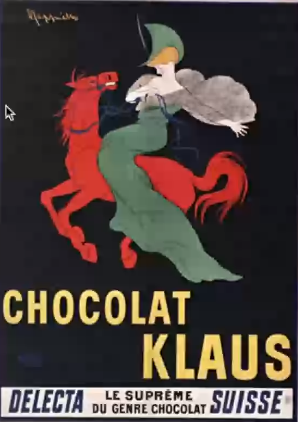 CHOCOLAT
KLAUS
DELECTA LE SUPRÊME DU GENRE CHOCOLAT SUISSE